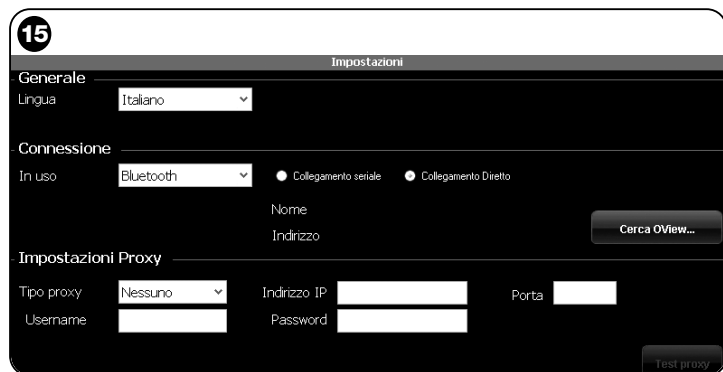 15
Impostazioni
Generale
Lingua Italiano
Connessione
In uso Bluetooth Collegamento seriale Collegamento Diretto
Nome
Indirizzo Cerca OView...
Impostazioni Proxy
Tipo proxy Nessuno Indirizzo IP Porta
Username Password
Test proxy